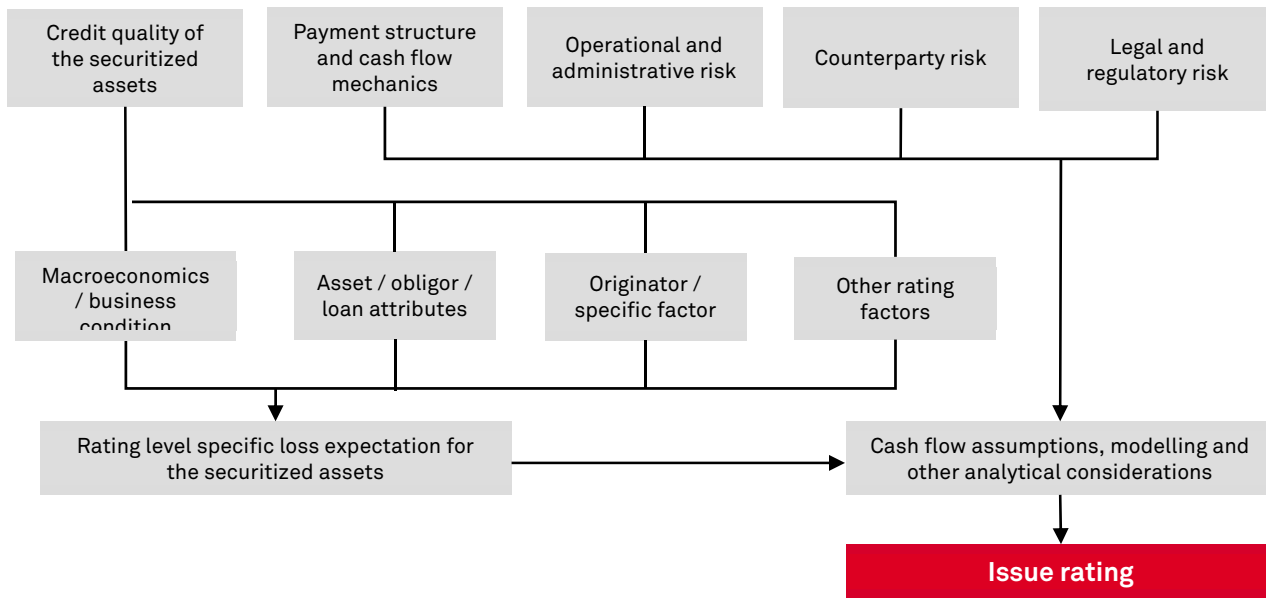 Credit quality of
the securitized
assets
Payment structure
and cash flow
mechanics
Operational and
administrative risk
Counterparty risk
Legal and
regulatory risk
Macroeconomics
/ business
condition
Asset / obligor /
loan attributes
Originator /
specific factor
Other rating
factors
Rating level specific loss expectation for
the securitized assets
Cash flow assumptions, modelling and
other analytical considerations
Issue rating